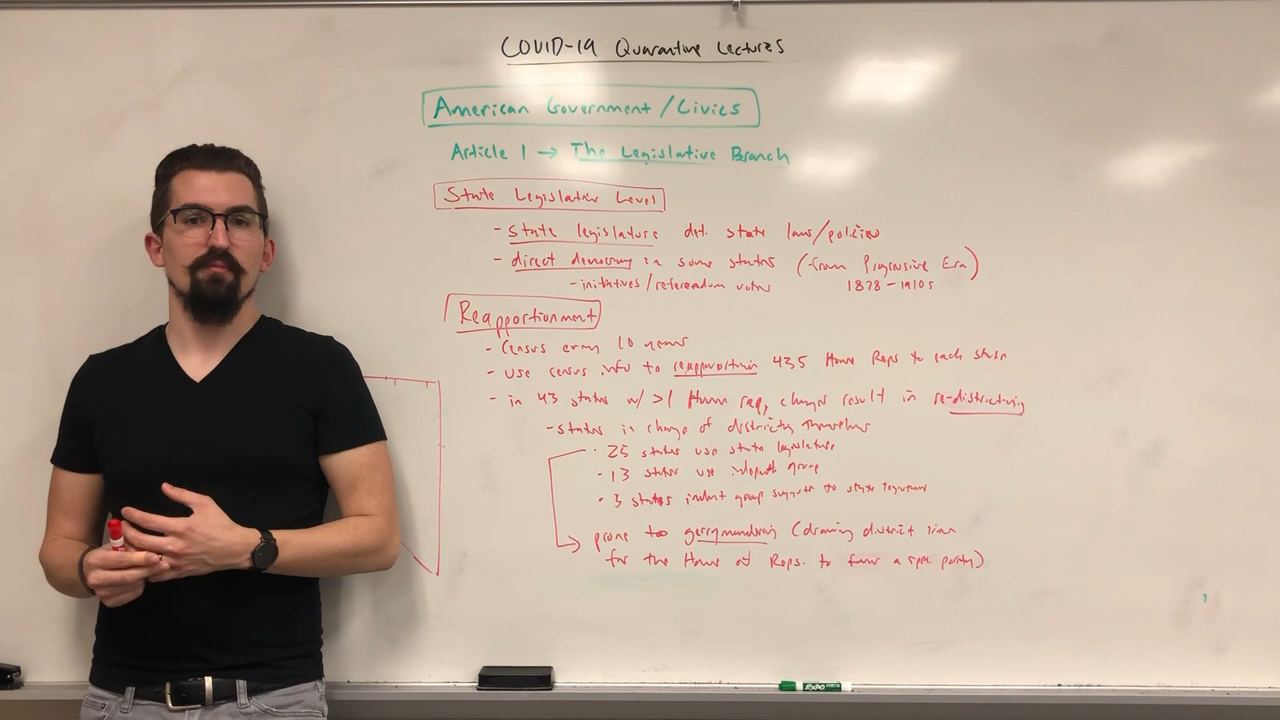 COVID-19 Quarantine Lectures
American Government/Civics
Article 1 → The Legislative Branch
State Legislative Level
- state legislature det. state laws/policies
- direct democracy in some states (from Progressive Era)
- initiatives/referendum votes 1878-1910s
Reapportionment
- Census every 10 years
- use census info to reapportion 435 House Reps to each state
- in 43 states w/ >1 House rep, changes result in re-districting
- states in charge of districting themselves
· 25 states use state legislature
· 13 states use indepndt group
· 3 states indent group suggests to state legislature
prone to gerrymandering (drawing district lines
for the House of Reps. to favor a spec party)
EXPO